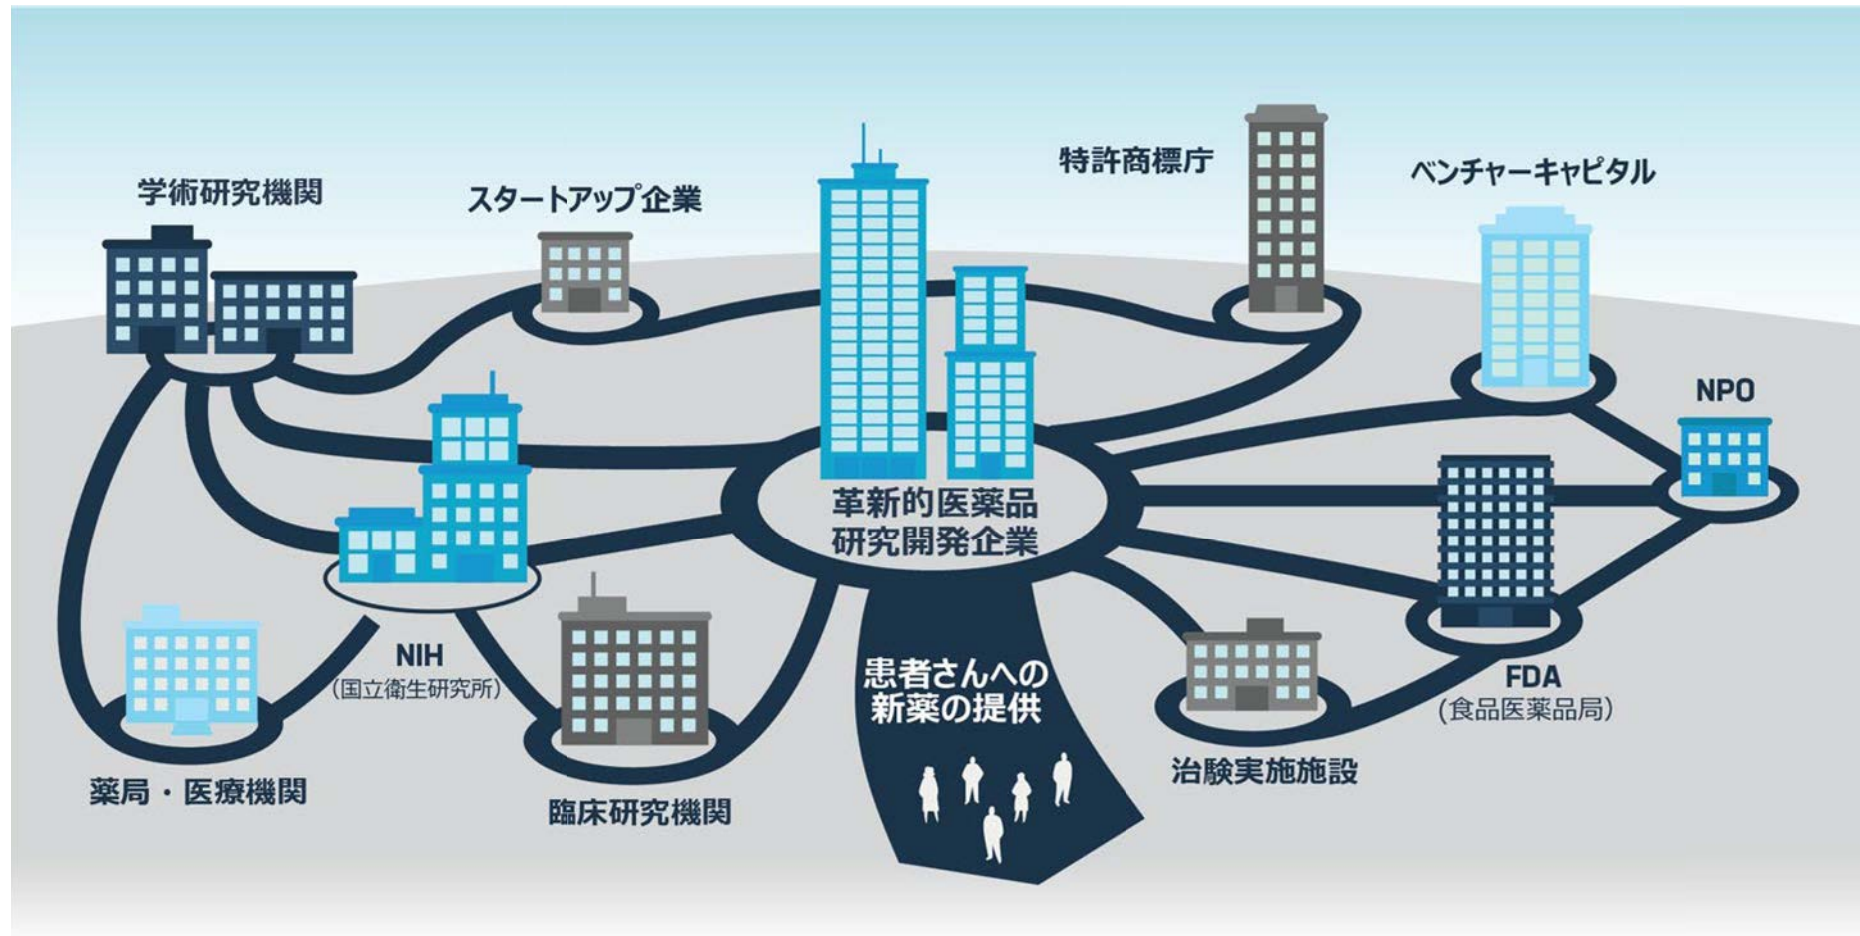 学術研究機関
スタートアップ企業
特許商標庁
ベンチャーキャピタル
NPO
革新的医薬品
研究開発企業
NIH
（国立衛生研究所）
患者さんへの
新薬の提供
FDA
（食品医薬品局）
薬局・医療機関
臨床研究機関
治験実施施設